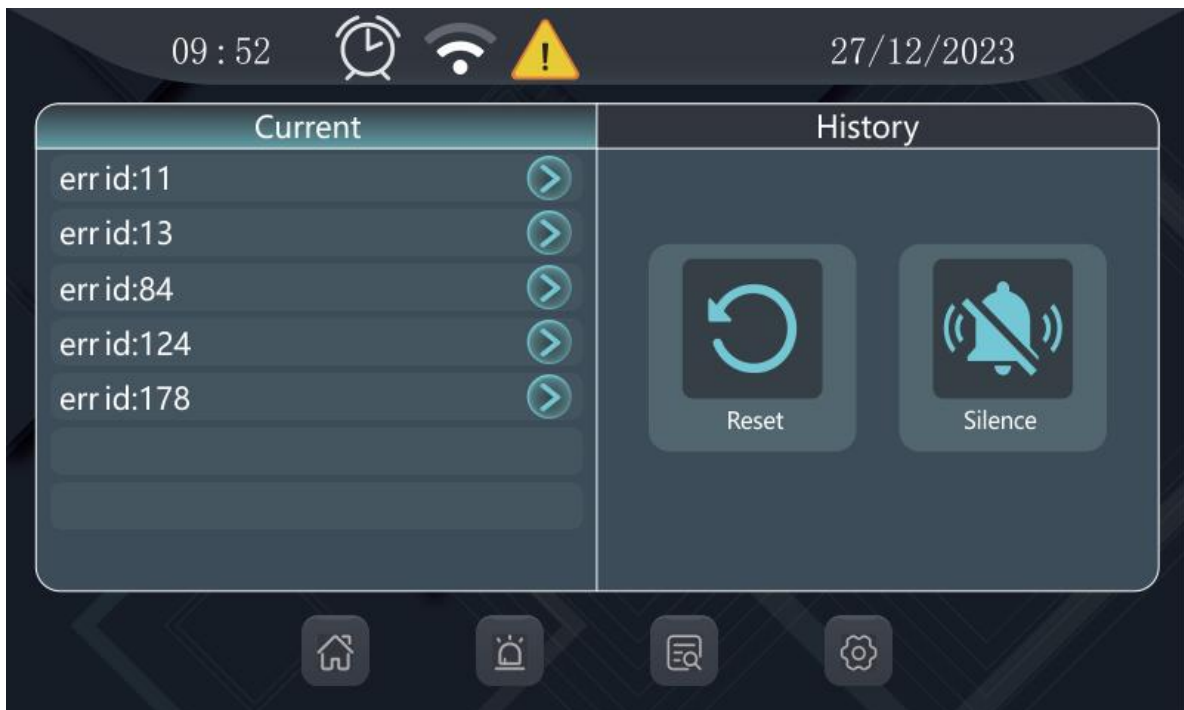 09:52
27/12/2023
Current
History
err id:11
err id:13
err id:84
err id:124
err id:178
Reset
Silence